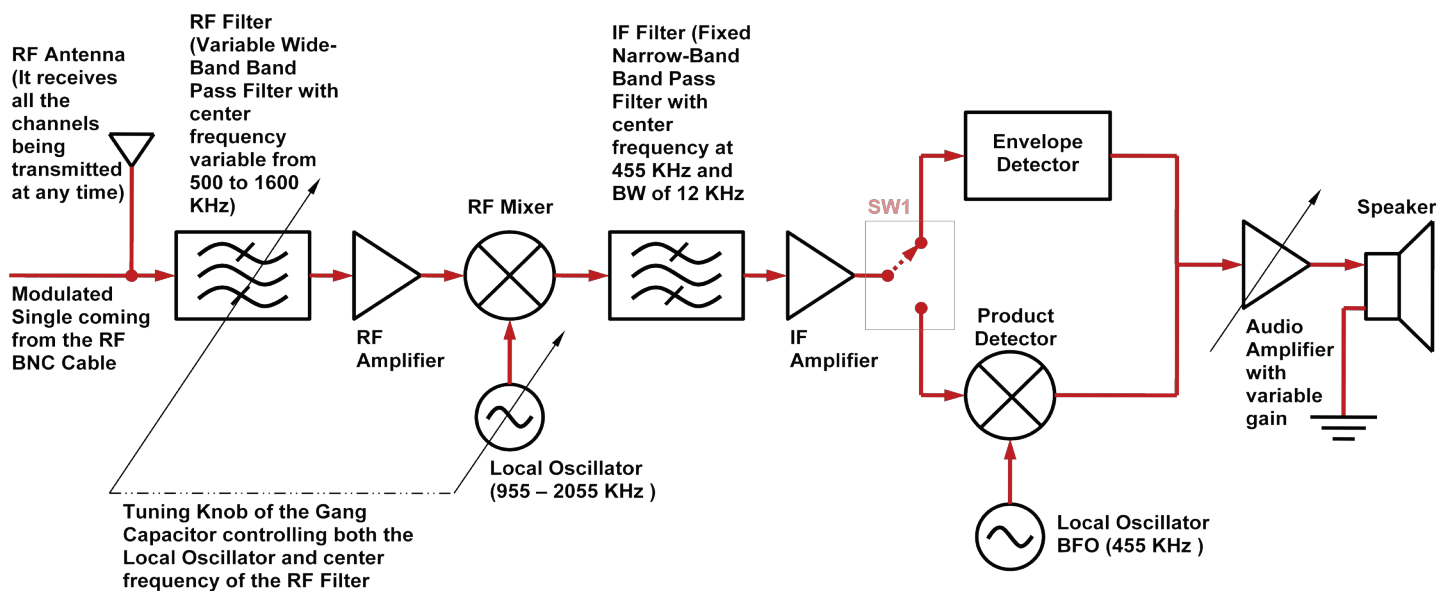 RF Antenna
(It receives
all the
channels
being
transmitted
at any time)
RF Filter
(Variable Wide-
Band Band
Pass Filter with
center
frequency
variable from
500 to 1600
KHz)
RF Mixer
IF Filter (Fixed
Narrow-Band
Band Pass
Filter with
center
frequency at
455 KHz and
BW of 12 KHz
SW1
Envelope
Detector
Speaker
Modulated
Single coming
from the RF
BNC Cable
RF
Amplifier
IF
Amplifier
Product
Detector
Audio
Amplifier
with
variable
gain
Local Oscillator
(955 – 2055 KHz )
Tuning Knob of the Gang
Capacitor controlling both the
Local Oscillator and center
frequency of the RF Filter
Local Oscillator
BFO (455 KHz )